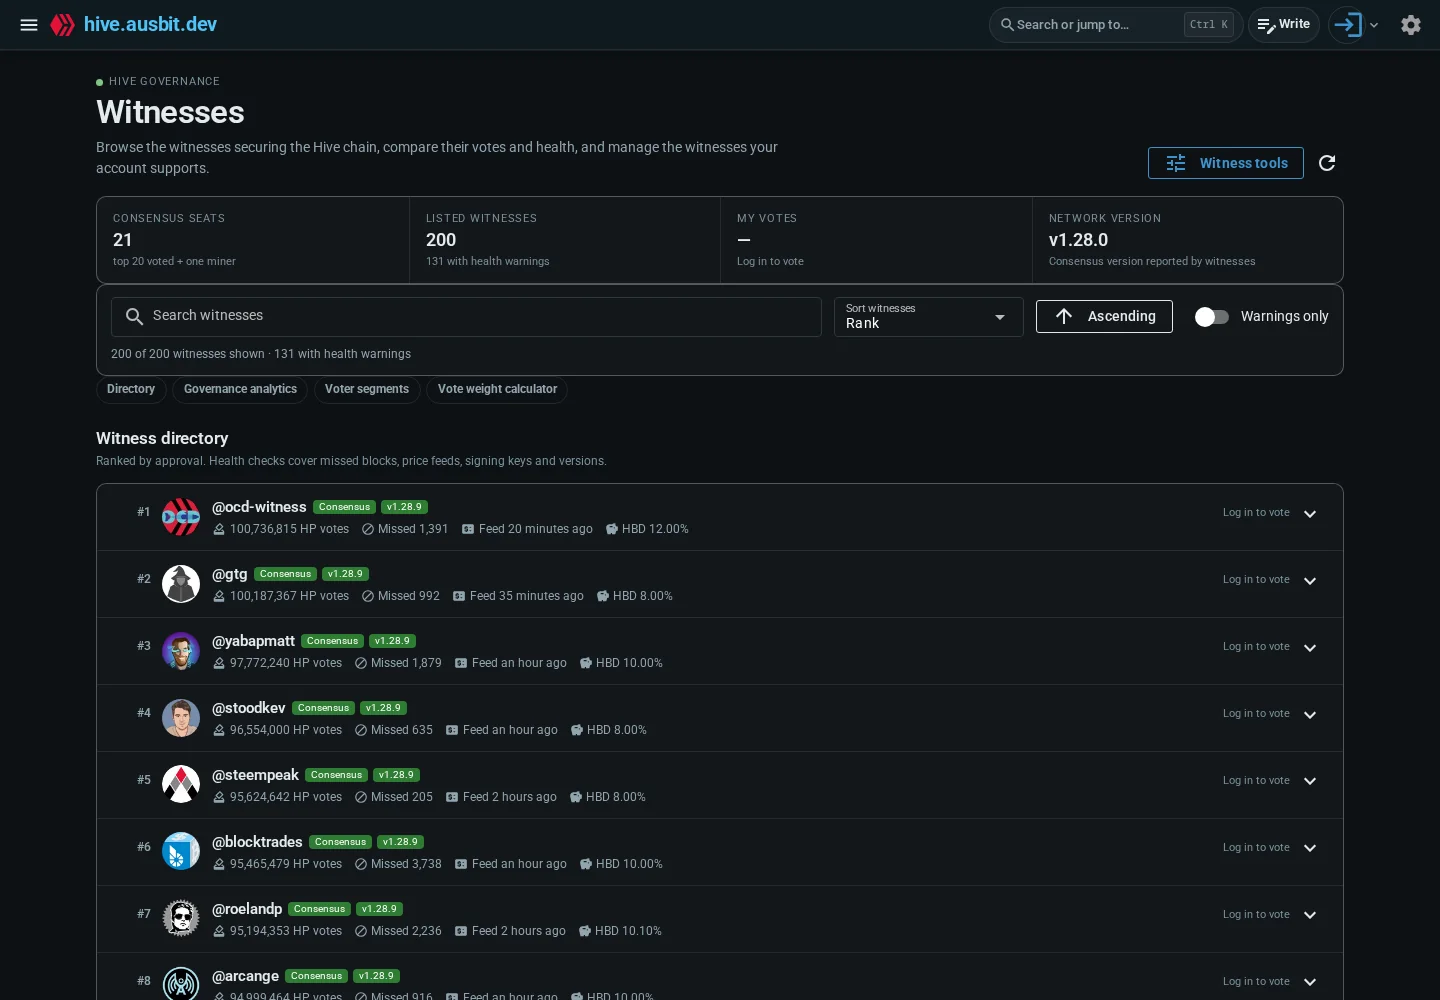 hive.ausbit.dev
Search or jump to… Ctrl K
Write
HIVE GOVERNANCE
Witnesses
Browse the witnesses securing the Hive chain, compare their votes and health, and manage the witnesses your
account supports.
Witness tools
CONSENSUS SEATS
21
top 20 voted + one miner
LISTED WITNESSES
200
131 with health warnings
MY VOTES
—
Log in to vote
NETWORK VERSION
v1.28.0
Consensus version reported by witnesses
Search witnesses
Sort witnesses
Rank
Ascending
Warnings only
200 of 200 witnesses shown · 131 with health warnings
Directory
Governance analytics
Voter segments
Vote weight calculator
Witness directory
Ranked by approval. Health checks cover missed blocks, price feeds, signing keys and versions.
#1 OCD @ocd-witness Consensus v1.28.9
100,736,815 HP votes Missed 1,391 Feed 20 minutes ago HBD 12.00%
Log in to vote
#2 @gtg Consensus v1.28.9
100,187,367 HP votes Missed 992 Feed 35 minutes ago HBD 8.00%
Log in to vote
#3 @yabapmatt Consensus v1.28.9
97,772,240 HP votes Missed 1,879 Feed an hour ago HBD 10.00%
Log in to vote
#4 @stoodkev Consensus v1.28.9
96,554,000 HP votes Missed 635 Feed an hour ago HBD 8.00%
Log in to vote
#5 @steempeak Consensus v1.28.9
95,624,642 HP votes Missed 205 Feed 2 hours ago HBD 8.00%
Log in to vote
#6 @blocktrades Consensus v1.28.9
95,465,479 HP votes Missed 3,738 Feed an hour ago HBD 10.00%
Log in to vote
#7 @roelandp Consensus v1.28.9
95,194,353 HP votes Missed 2,236 Feed 2 hours ago HBD 10.10%
Log in to vote
#8 @arcange Consensus v1.28.9
94,999,464 HP votes Missed 916 Feed an hour ago HBD 10.00%
Log in to vote